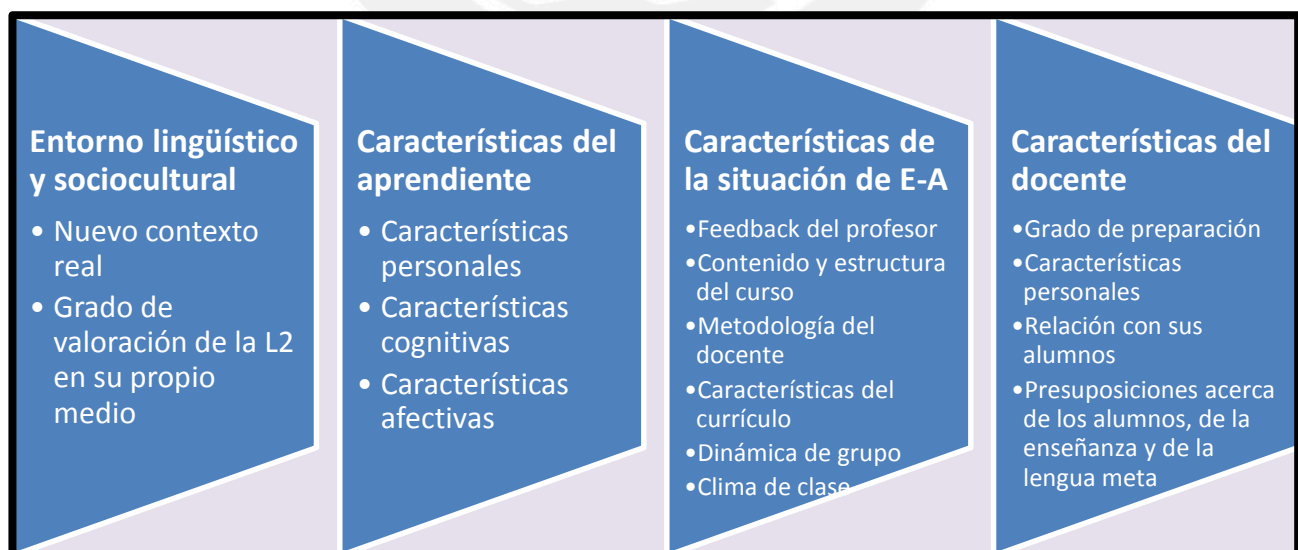 Entorno lingüístico
y sociocultural
• Nuevo contexto
real
• Grado de
valoración de la L2
en su propio
medio
Características del
aprendiente
• Características
personales
• Características
cognitivas
• Características
afectivas
Características de
la situación de E-A
•Feedback del profesor
•Contenido y estructura
del curso
•Metodología del
docente
•Características del
currículo
•Dinámica de grupo
•Clima de clase
Características del
docente
•Grado de preparación
•Características
personales
•Relación con sus
alumnos
•Presuposiciones acerca
de los alumnos, de la
enseñanza y de la
lengua meta